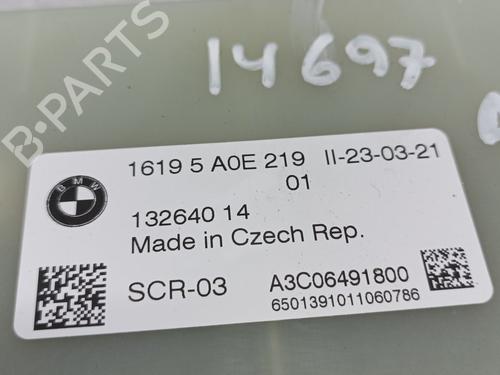 14697
B-PARTS
BMW
1619 5 A0E 219 II-23-03-21
01
132640 14
Made in Czech Rep.
SCR-03 A3C06491800
6501391011060786